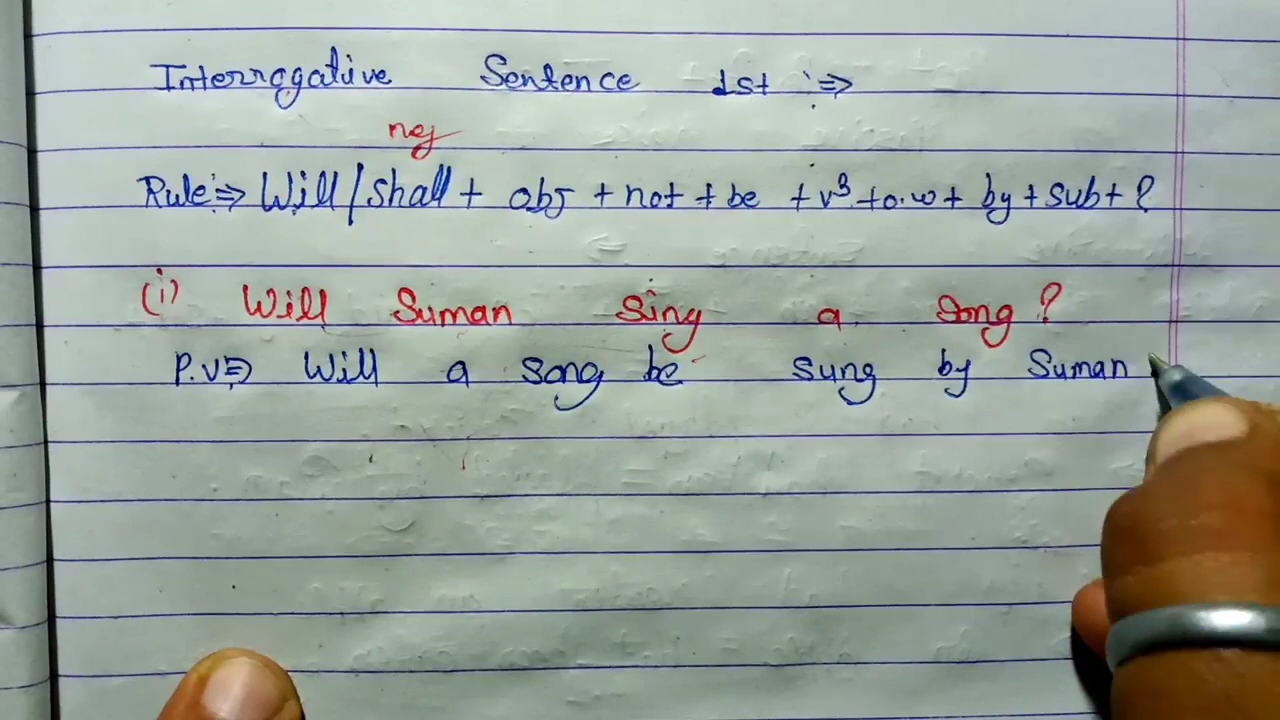 Interrogative Sentence 1st :⇒
neg
Rule:⇒ Will/Shall + obj + not + be + v³ + o.w + by + sub + ?
(i) Will Suman Sing a Song?
P.V⇒ Will a song be sung by Suman